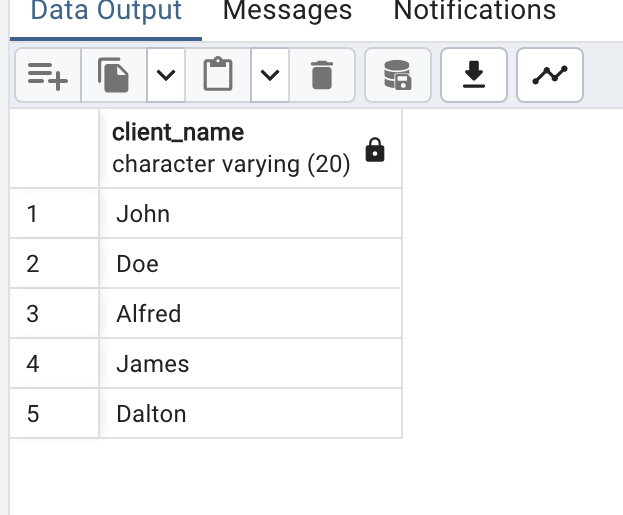 Data Output Messages Notifications
client_name
character varying (20)
1 John
2 Doe
3 Alfred
4 James
5 Dalton